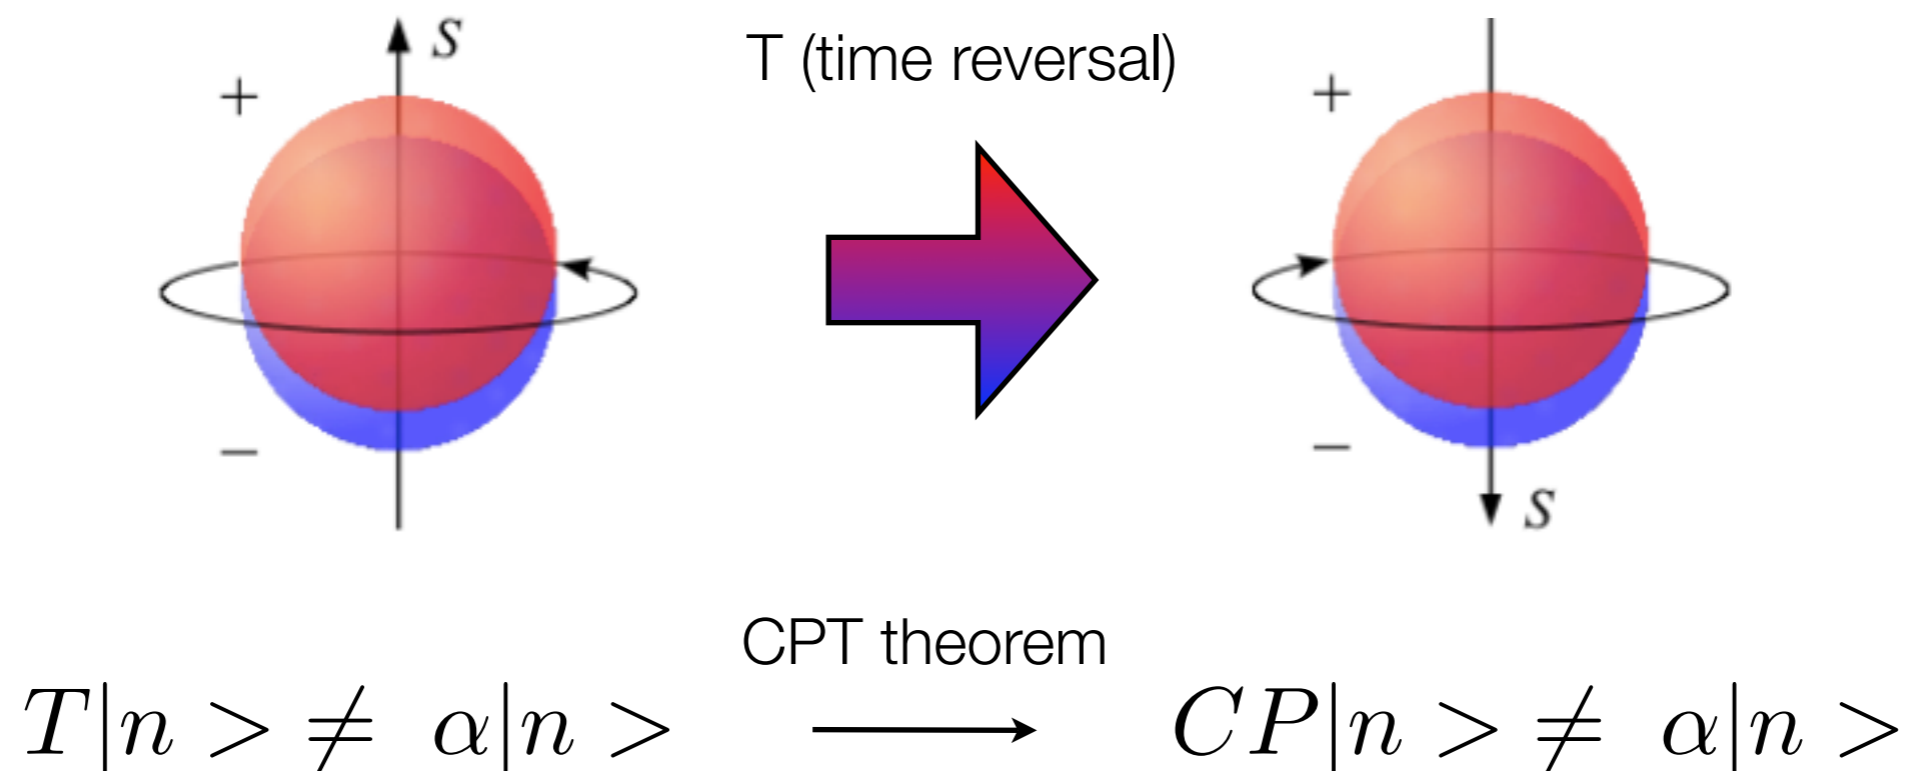 S
T (time reversal)
+
+
−
−
S
CPT theorem
T|n > ≠ α|n >
CP|n > ≠ α|n >